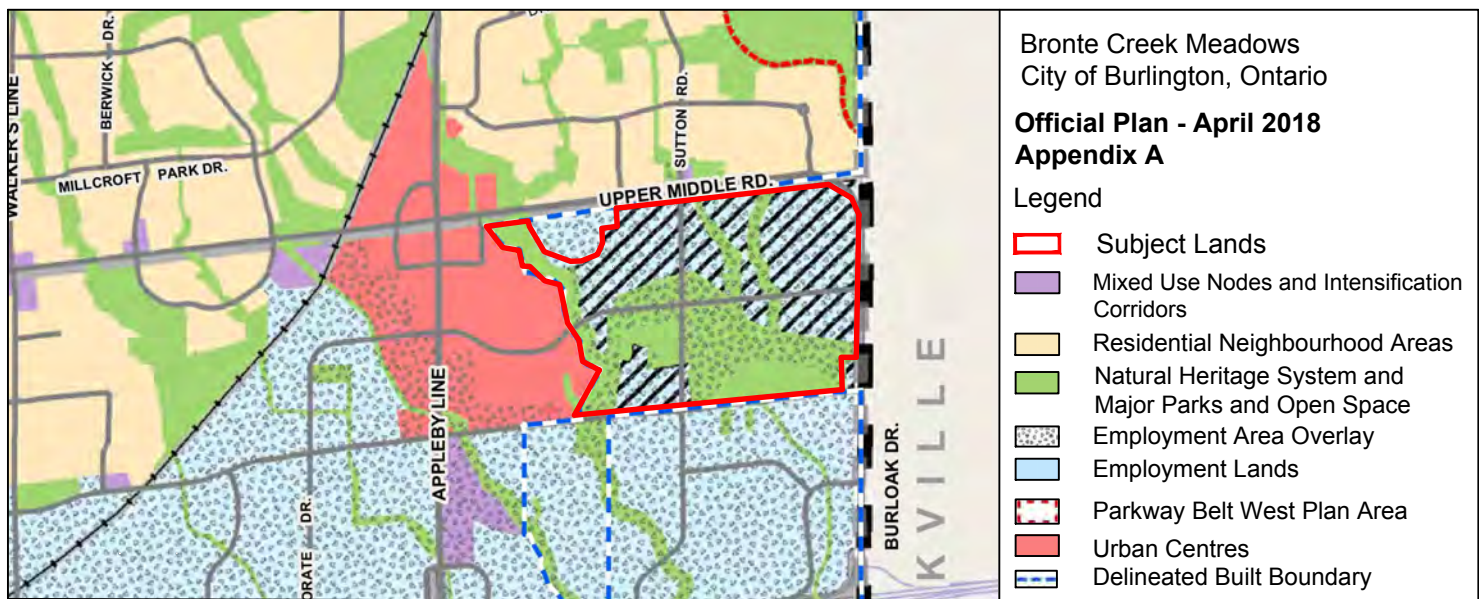 WALKER'S LINE
BERWICK DR.
MILLCROFT PARK DR.
SUTTON RD.
UPPER MIDDLE RD.
APPLEBY LINE
ORATE DR.
BURLOAK DR.
KVILLE
Bronte Creek Meadows
City of Burlington, Ontario
Official Plan - April 2018
Appendix A
Legend
Subject Lands
Mixed Use Nodes and Intensification
Corridors
Residential Neighbourhood Areas
Natural Heritage System and
Major Parks and Open Space
Employment Area Overlay
Employment Lands
Parkway Belt West Plan Area
Urban Centres
Delineated Built Boundary